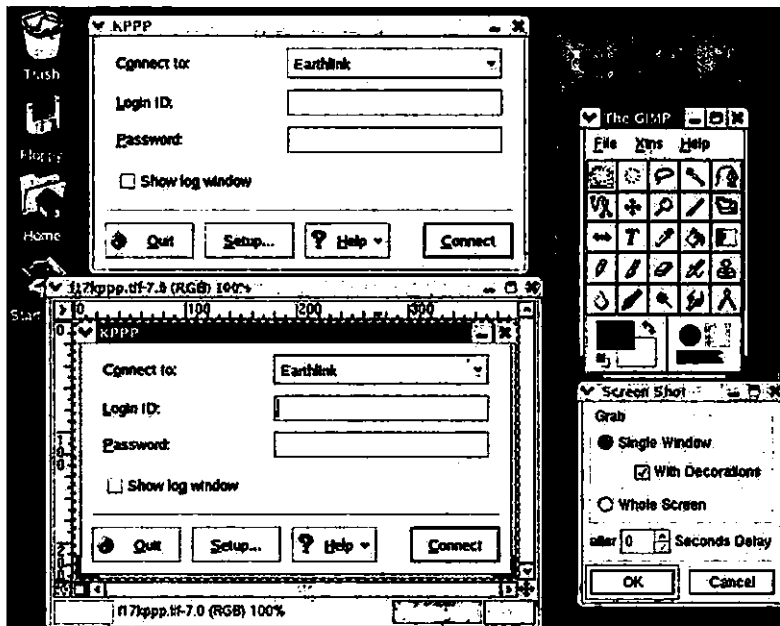 Trash
Floppy
Home
Start
KPPP
Connect to:
Earthlink
Login ID:
Password:
Show log window
Quit
Setup...
Help
Connect
f17kppp.tif-7.0 (RGB) 100%
0
100
200
300
KPPP
Connect to:
Earthlink
Login ID:
Password:
Show log window
Quit
Setup...
Help
Connect
f17kppp.tif-7.0 (RGB) 100%
The GIMP
File Xtns Help
Screen Shot
Grab
Single Window
With Decorations
Whole Screen
after 0 Seconds Delay
OK
Cancel